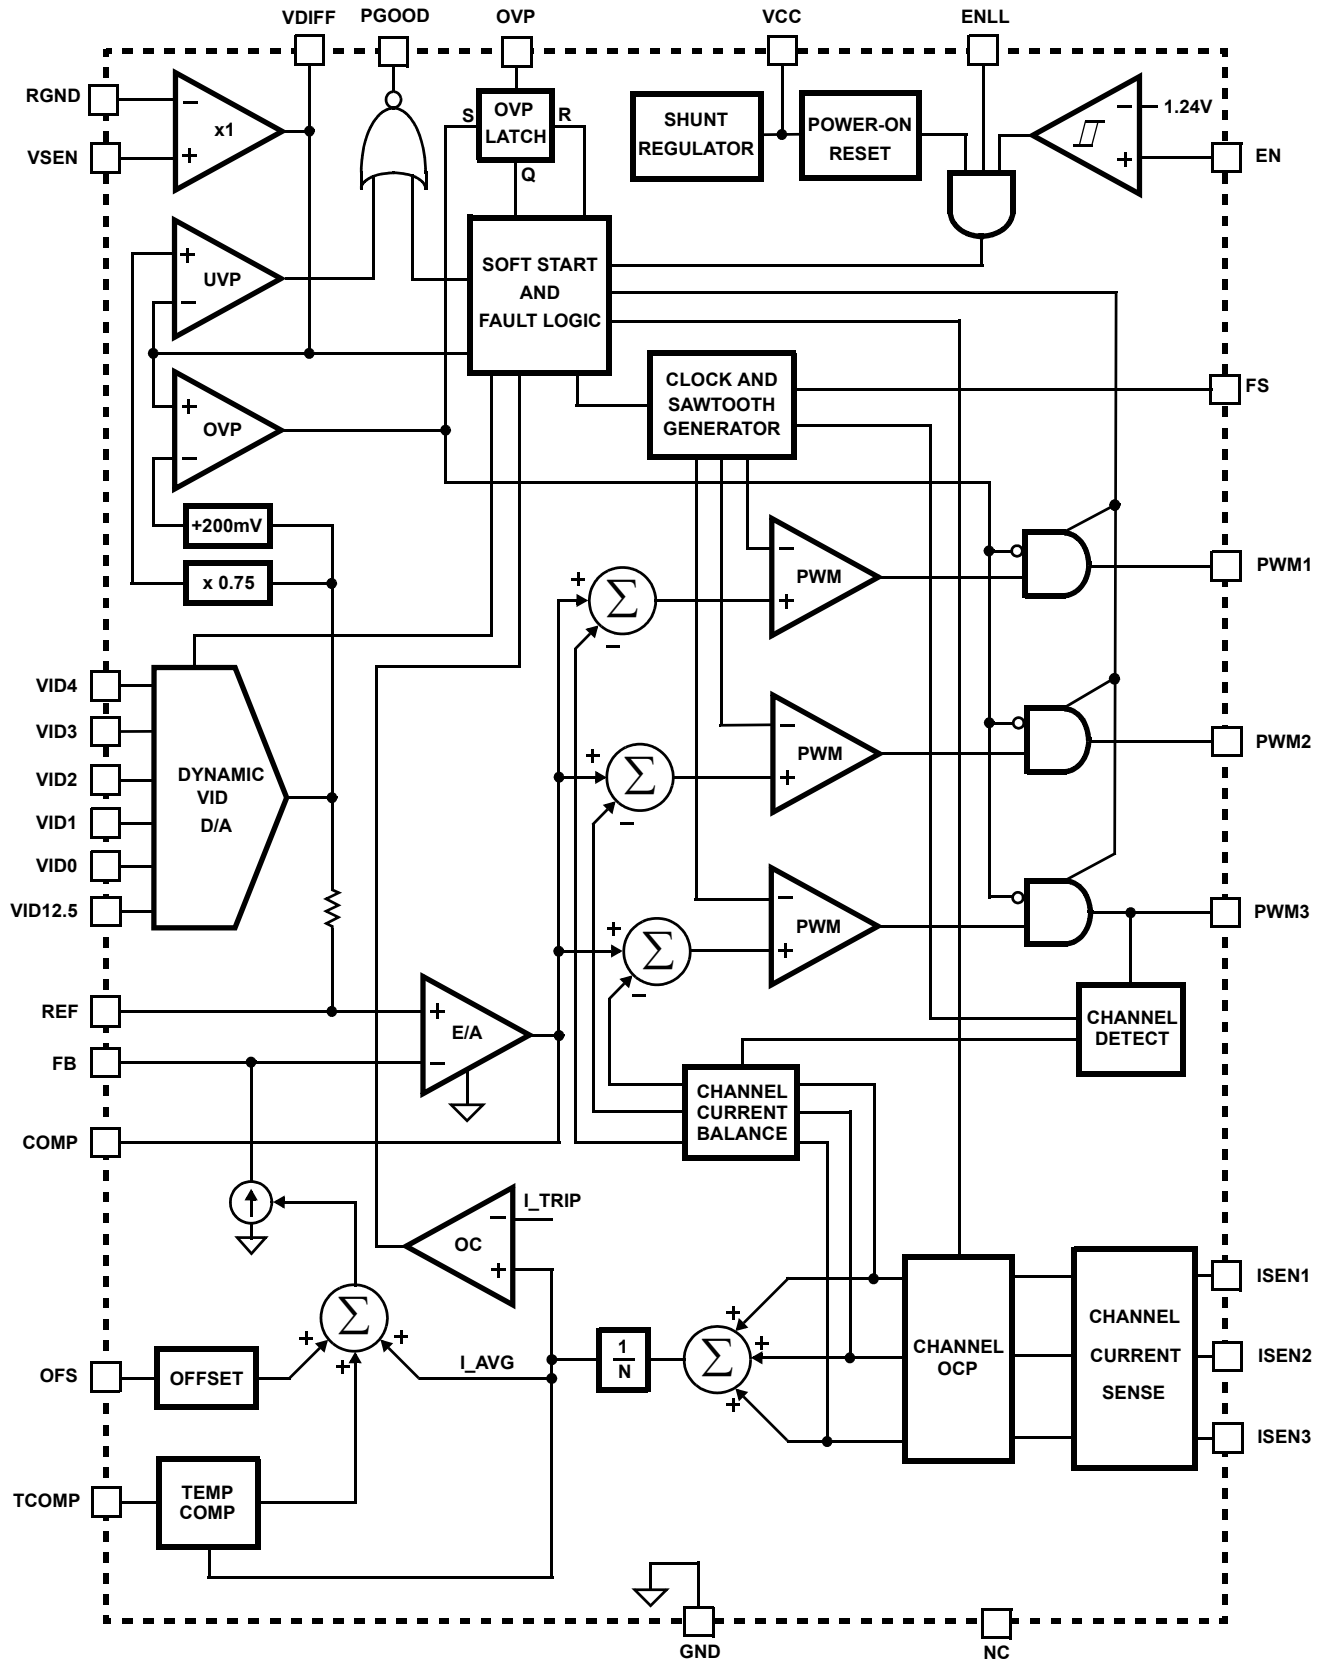 VDIFF
PGOOD
OVP
VCC
ENLL
RGND
VSEN
−
x1
+
S
OVP
LATCH
R
Q
SHUNT
REGULATOR
POWER-ON
RESET
−
1.24V
+
EN
+
UVP
−
SOFT START
AND
FAULT LOGIC
+
OVP
−
CLOCK AND
SAWTOOTH
GENERATOR
FS
+200mV
x 0.75
+
Σ
−
−
PWM
+
PWM1
VID4
VID3
VID2
VID1
VID0
VID12.5
DYNAMIC
VID
D/A
+
Σ
−
−
PWM
+
PWM2
+
Σ
−
−
PWM
+
PWM3
REF
FB
COMP
+
E/A
−
CHANNEL
DETECT
CHANNEL
CURRENT
BALANCE
I_TRIP
−
OC
+
Σ
+
+
+
I_AVG
OFS
OFFSET
TCOMP
TEMP
COMP
1
N
+
Σ
+
+
CHANNEL
OCP
CHANNEL
CURRENT
SENSE
ISEN1
ISEN2
ISEN3
GND
NC